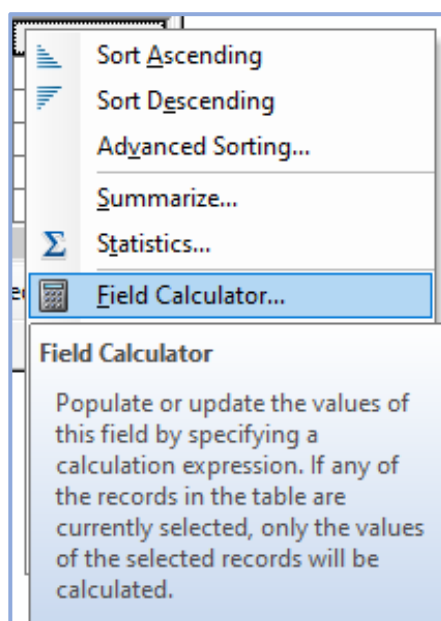 Sort Ascending
Sort Descending
Advanced Sorting...
Summarize...
Σ Statistics...
Field Calculator...
Field Calculator
Populate or update the values of
this field by specifying a
calculation expression. If any of
the records in the table are
currently selected, only the values
of the selected records will be
calculated.